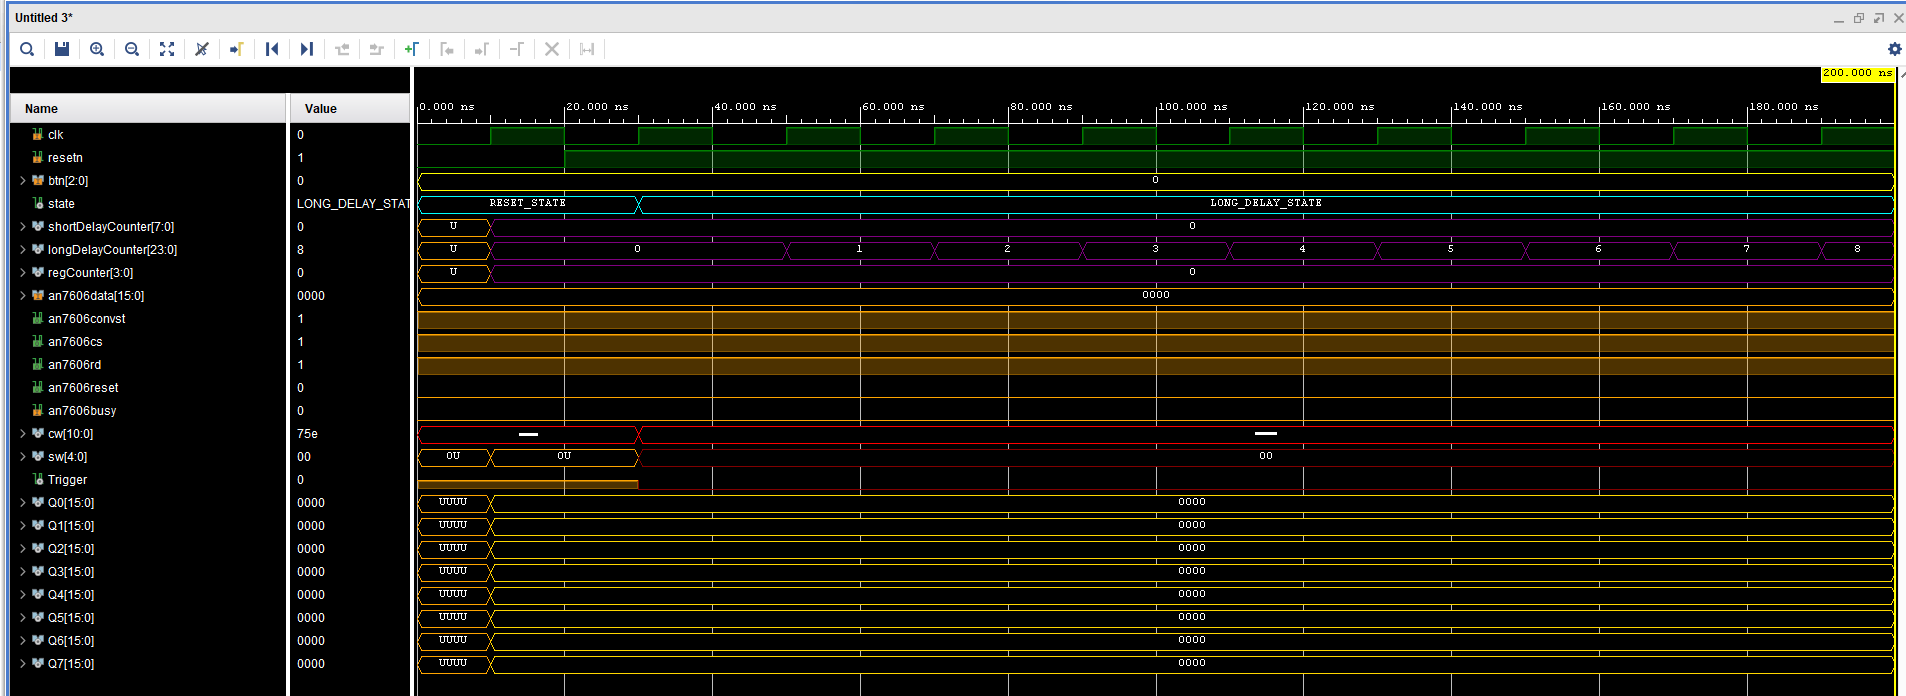 Untitled 3*
200.000 ns
Name Value
0.000 ns 20.000 ns 40.000 ns 60.000 ns 80.000 ns 100.000 ns 120.000 ns 140.000 ns 160.000 ns 180.000 ns
clk 0
resetn 1
btn[2:0] 0 0
state LONG_DELAY_STAT RESET_STATE LONG_DELAY_STATE
shortDelayCounter[7:0] 0 U 0
longDelayCounter[23:0] 8 U 0 1 2 3 4 5 6 7 8
regCounter[3:0] 0 U 0
an7606data[15:0] 0000 0000
an7606convst 1
an7606cs 1
an7606rd 1
an7606reset 0
an7606busy 0
cw[10:0] 75e
sw[4:0] 00 0U 0U 00
Trigger 0
Q0[15:0] 0000 UUUU 0000
Q1[15:0] 0000 UUUU 0000
Q2[15:0] 0000 UUUU 0000
Q3[15:0] 0000 UUUU 0000
Q4[15:0] 0000 UUUU 0000
Q5[15:0] 0000 UUUU 0000
Q6[15:0] 0000 UUUU 0000
Q7[15:0] 0000 UUUU 0000